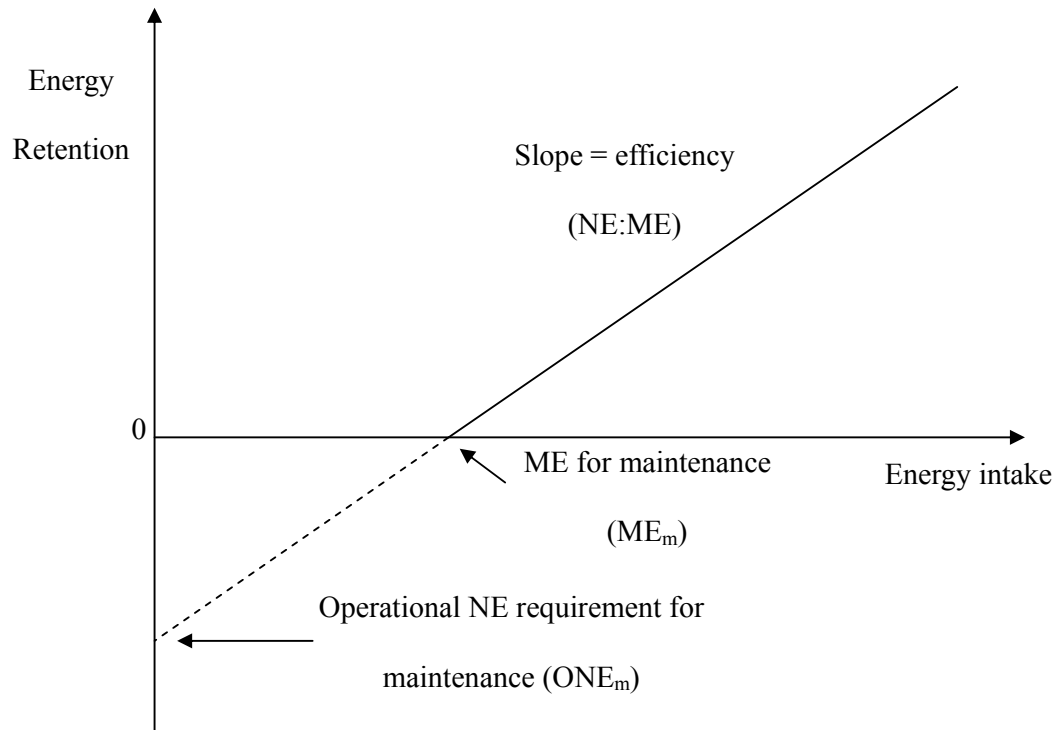 Energy
Retention
Slope = efficiency
(NE:ME)
0
ME for maintenance
(MEm)
Energy intake
Operational NE requirement for
maintenance (ONEm)